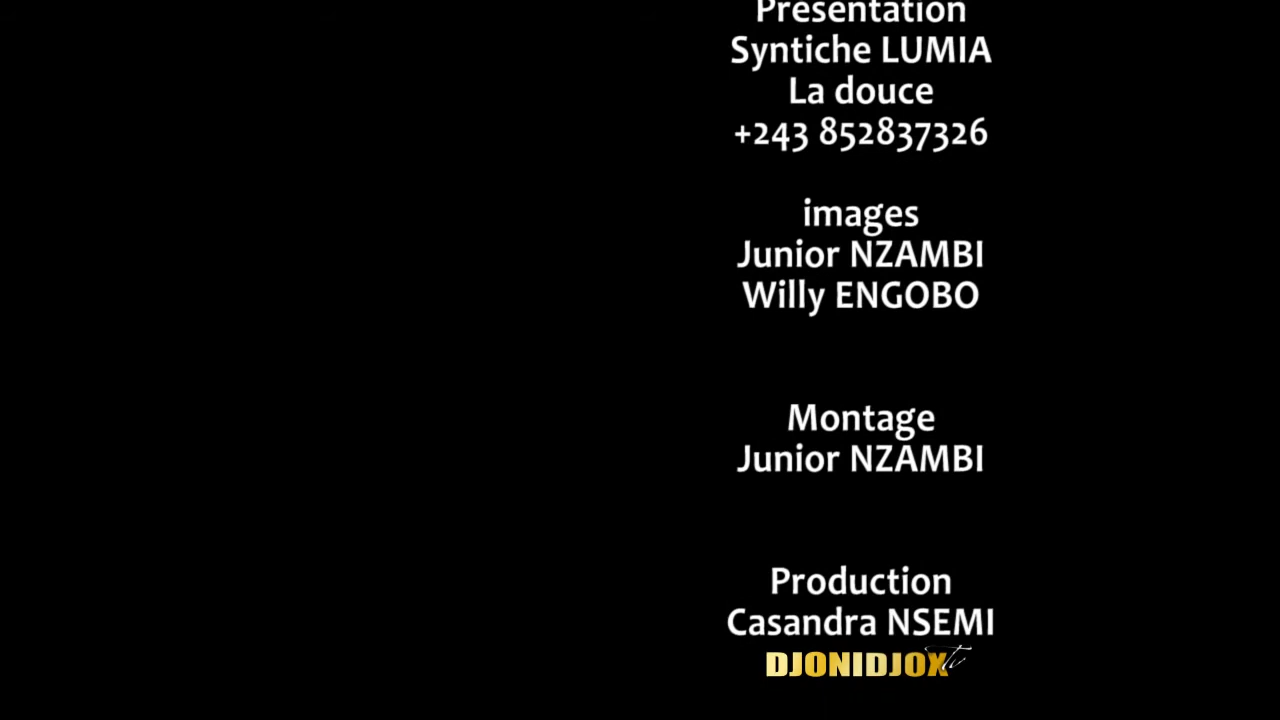 Présentation
Syntiche LUMIA
La douce
+243 852837326
images
Junior NZAMBI
Willy ENGOBO
Montage
Junior NZAMBI
Production
Casandra NSEMI
DJONIDJOX Tv